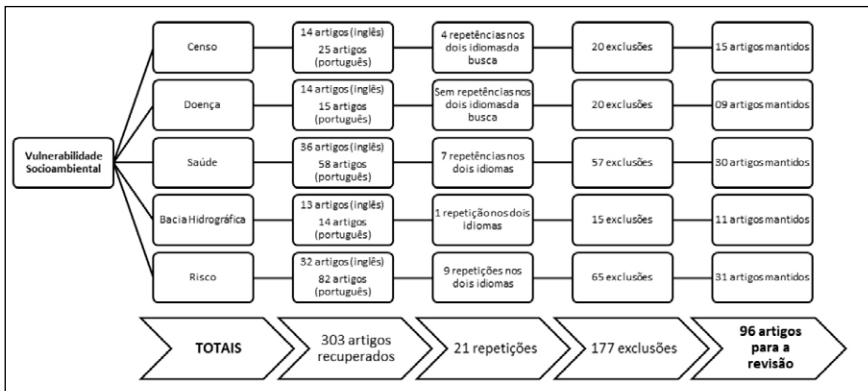 Vulnerabilidade
Socioambiental
Censo
14 artigos (inglês)
25 artigos
(português)
4 repetências nos
dois idiomas da
busca
20 exclusões
15 artigos mantidos
Doença
14 artigos (inglês)
15 artigos
(português)
Sem repetências nos
dois idiomas da
busca
20 exclusões
09 artigos mantidos
Saúde
36 artigos (inglês)
58 artigos
(português)
7 repetências nos
dois idiomas
57 exclusões
30 artigos mantidos
Bacia Hidrográfica
13 artigos (inglês)
14 artigos
(português)
1 repetição nos dois
idiomas
15 exclusões
11 artigos mantidos
Risco
32 artigos (inglês)
82 artigos
(português)
9 repetições nos
dois idiomas
65 exclusões
31 artigos mantidos
TOTAIS
303 artigos
recuperados
21 repetições
177 exclusões
96 artigos
para a
revisão